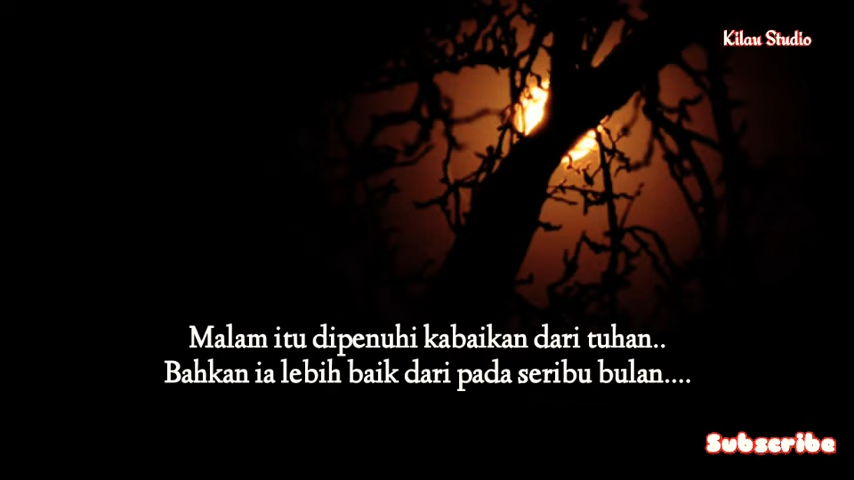 Kilau Studio
Malam itu dipenuhi kabaikan dari tuhan..
Bahkan ia lebih baik dari pada seribu bulan....
Subscribe